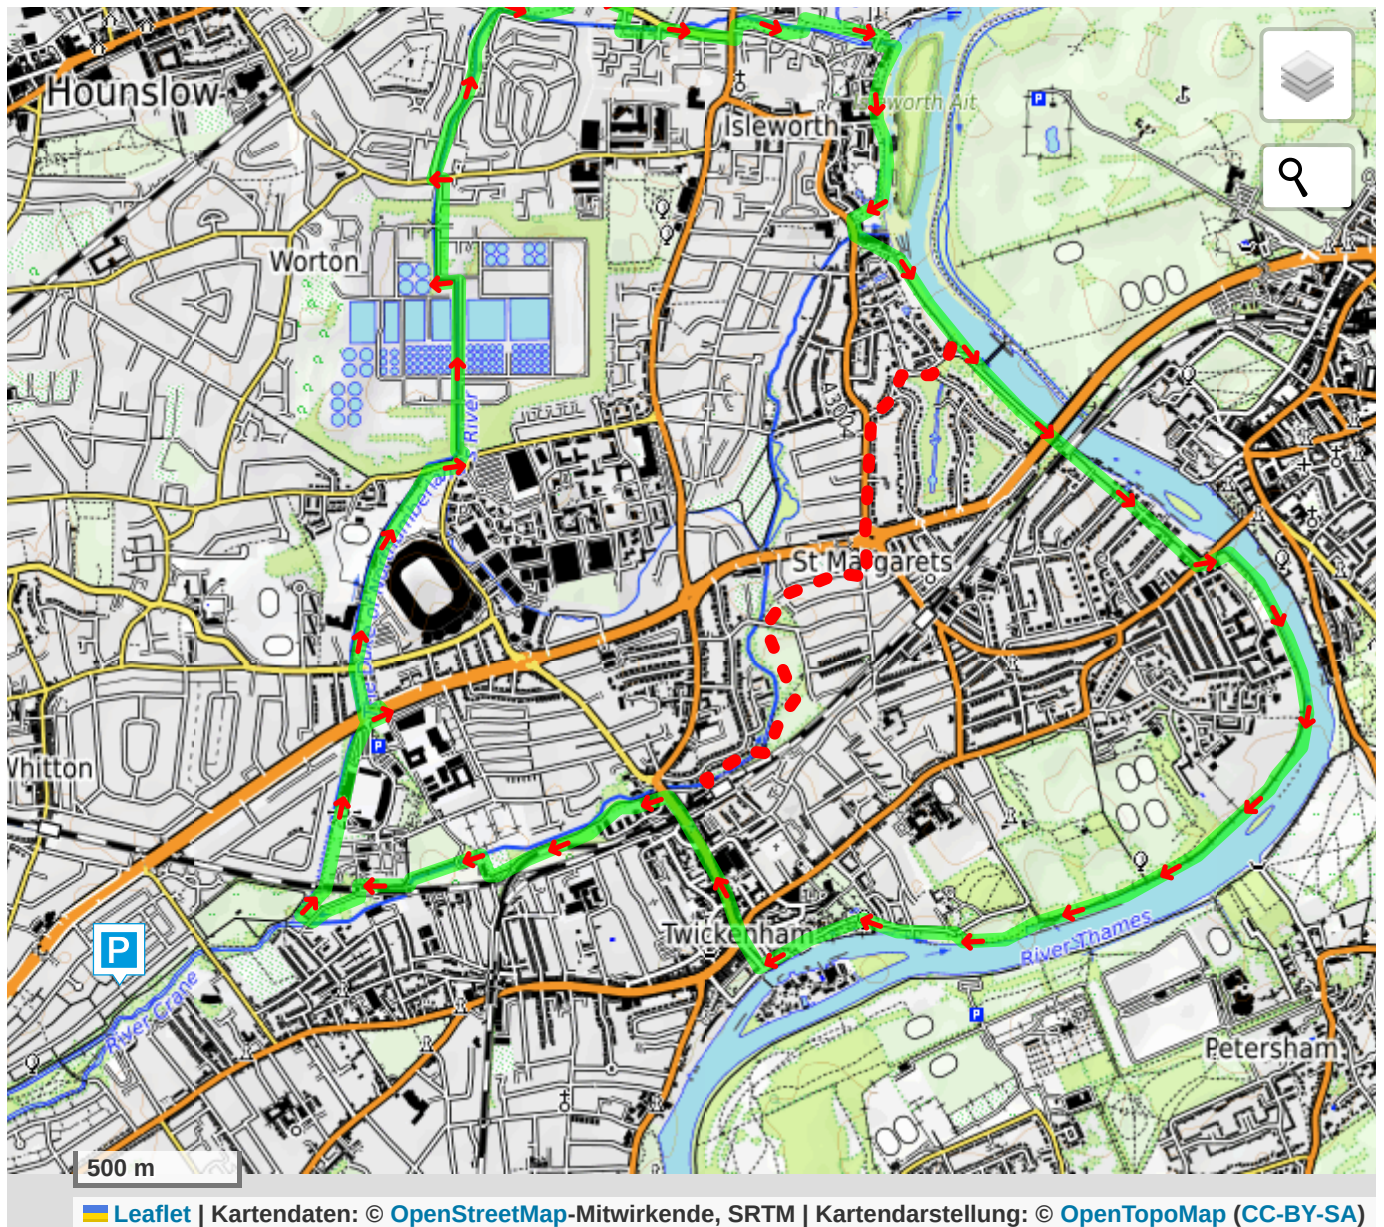 Hounslow
Isleworth Ait
Isleworth
Worton
A3004
River
St Margarets
Whitton
P
Twickenham
River Thames
River Crane
Petersham
500 m
Leaflet | Kartendaten: © OpenStreetMap-Mitwirkende, SRTM | Kartendarstellung: © OpenTopoMap (CC-BY-SA)